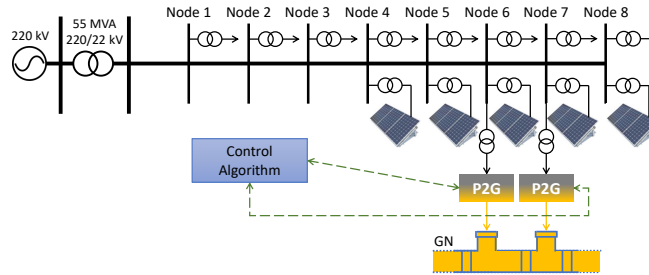 Node 1 Node 2 Node 3 Node 4 Node 5 Node 6 Node 7 Node 8
55 MVA
220/22 kV
220 kV
Control
Algorithm
P2G P2G
GN